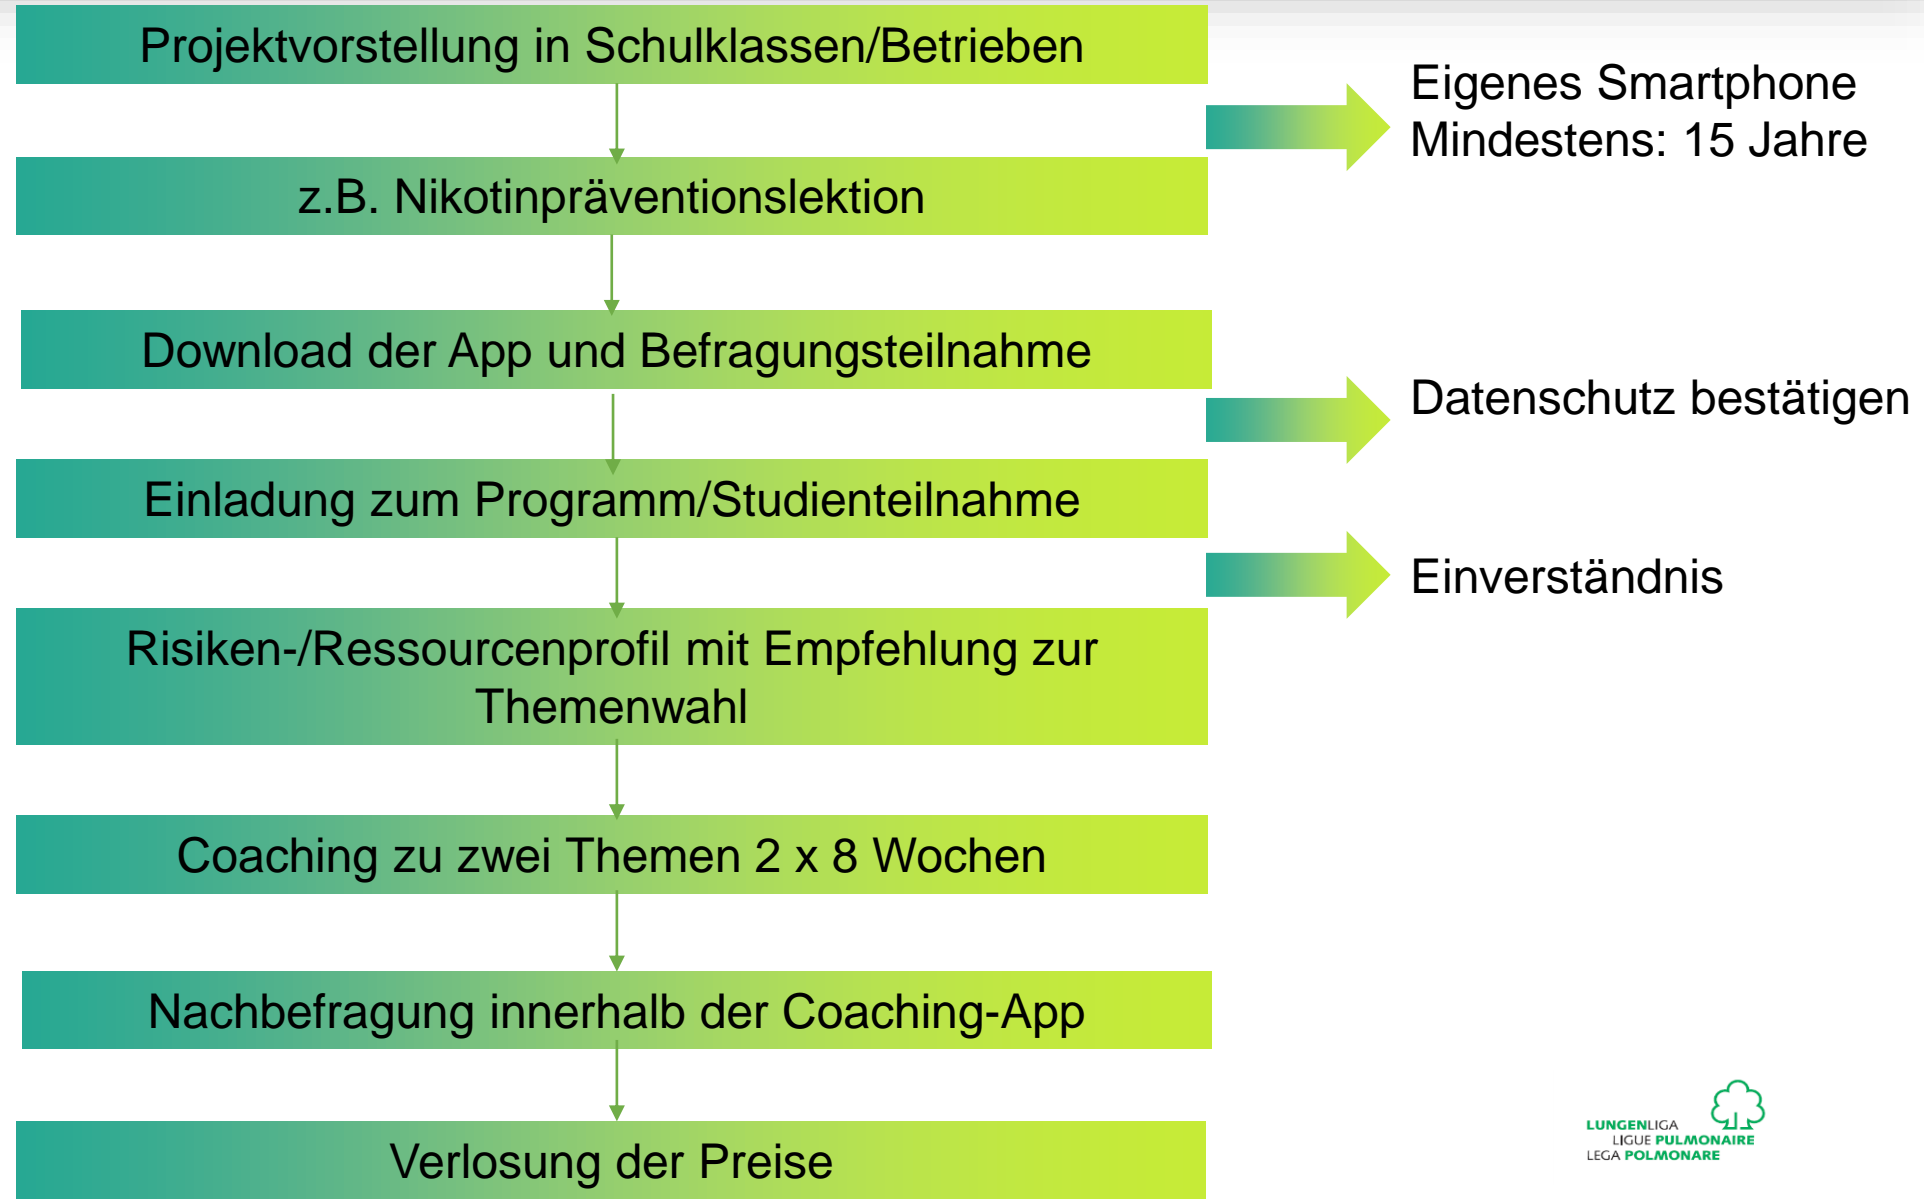 Projektvorstellung in Schulklassen/Betrieben
Eigenes Smartphone
Mindestens: 15 Jahre
z.B. Nikotinpräventionslektion
Download der App und Befragungsteilnahme
Datenschutz bestätigen
Einladung zum Programm/Studienteilnahme
Einverständnis
Risiken-/Ressourcenprofil mit Empfehlung zur
Themenwahl
Coaching zu zwei Themen 2 x 8 Wochen
Nachbefragung innerhalb der Coaching-App
Verlosung der Preise
LUNGENLIGA
LIGUE PULMONAIRE
LEGA POLMONARE